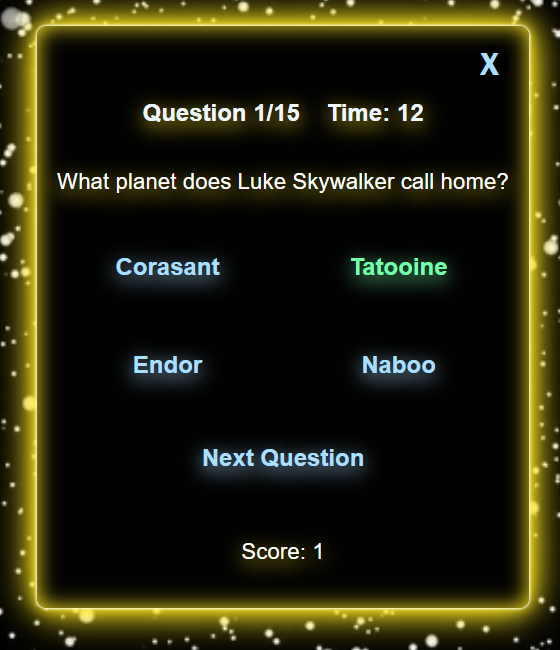 X
Question 1/15 Time: 12
What planet does Luke Skywalker call home?
Corasant Tatooine
Endor Naboo
Next Question
Score: 1